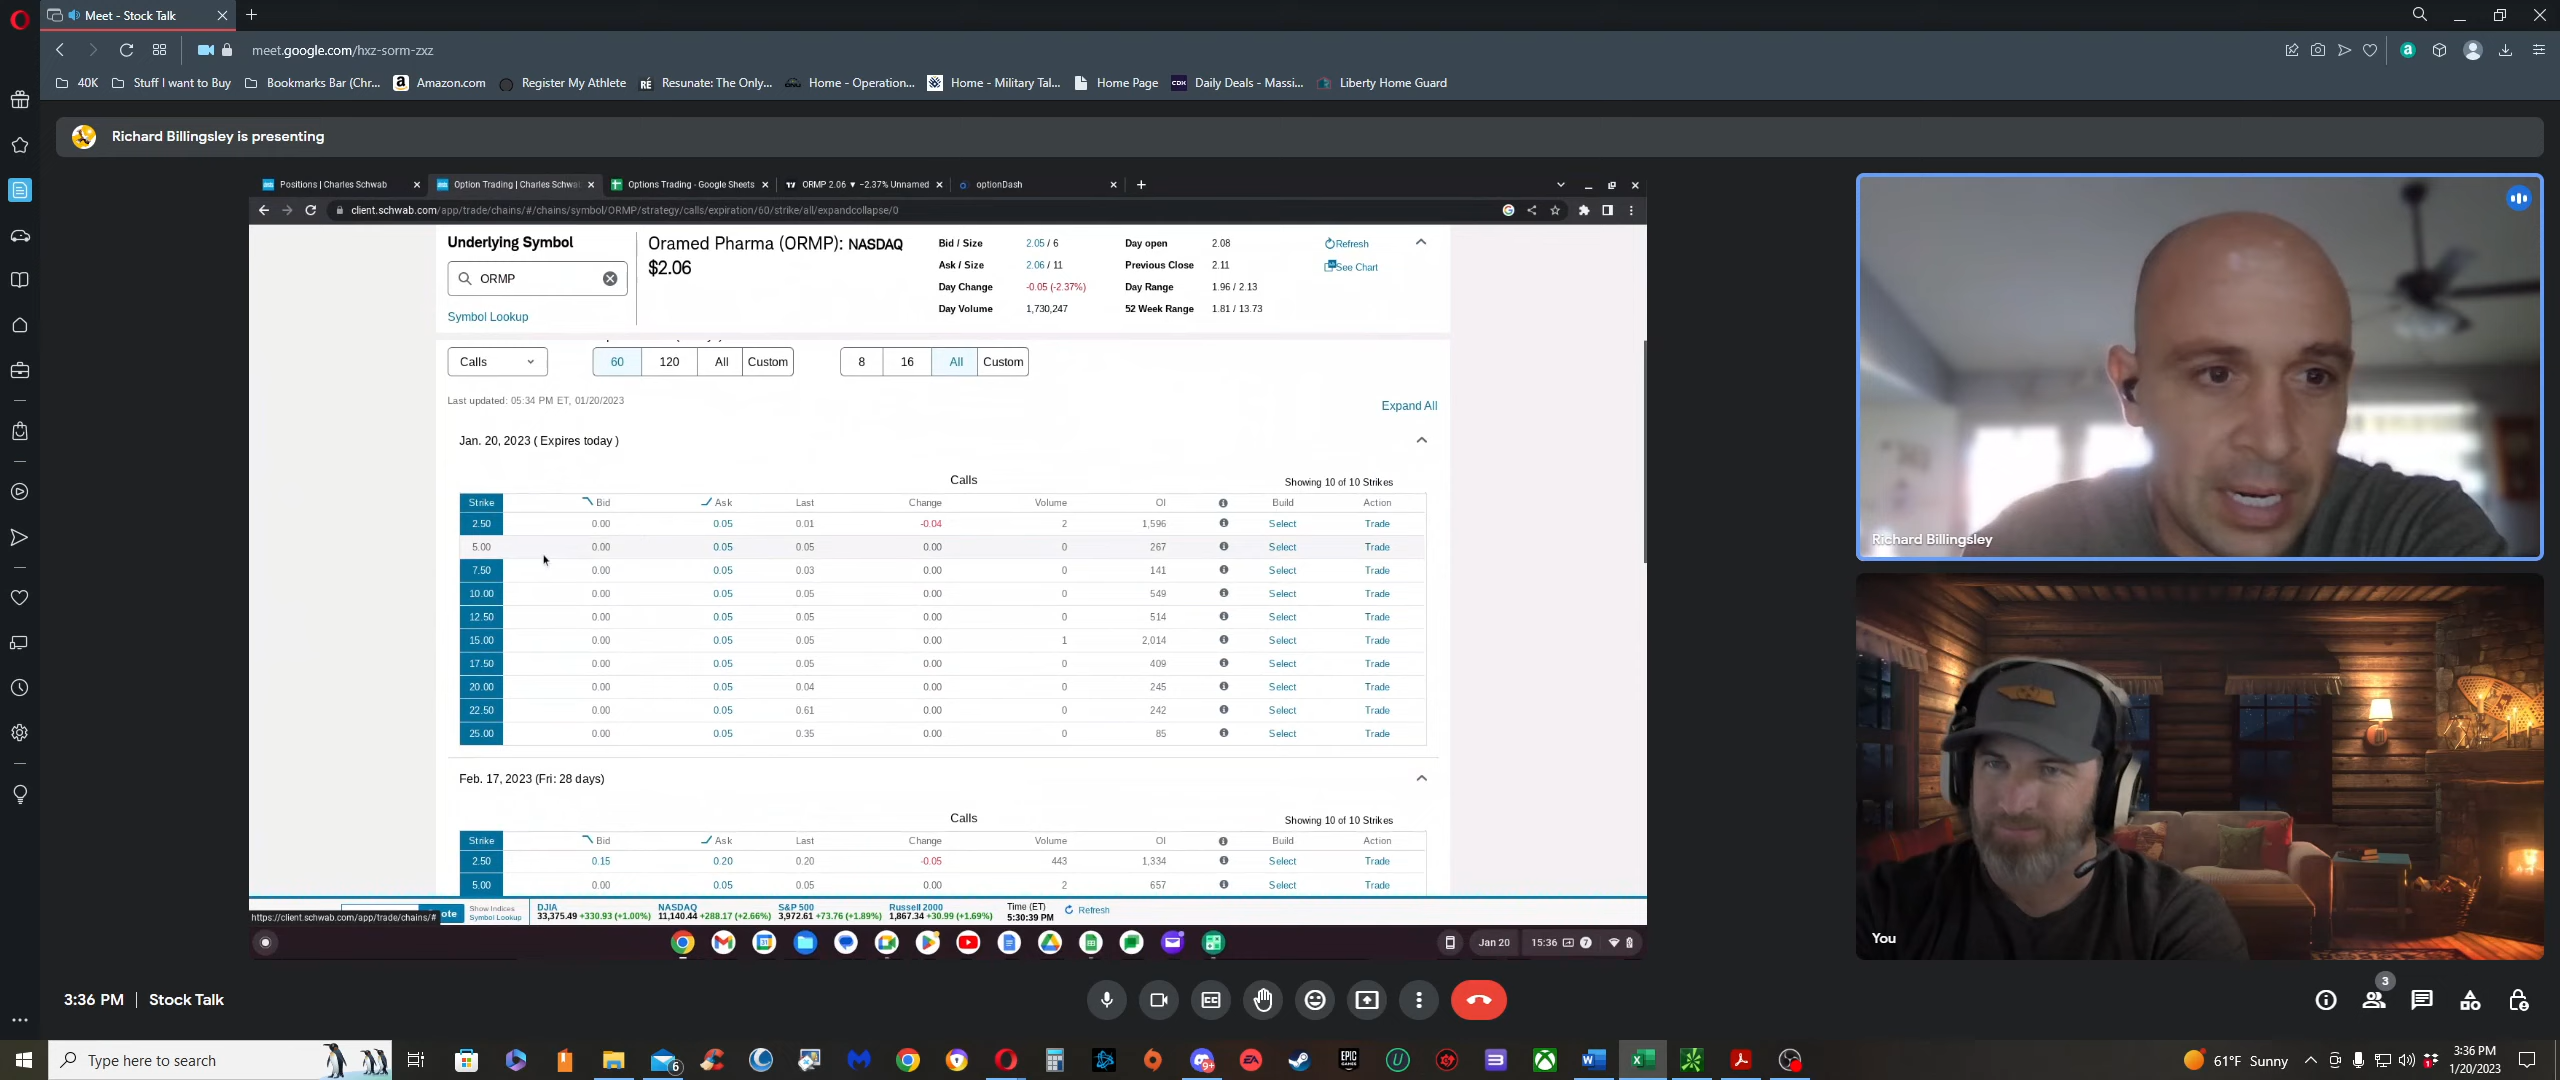 Meet - Stock Talk
meet.google.com/hxz-sorm-zxz
40K
Stuff I want to Buy
Bookmarks Bar (Chr...
Amazon.com
Register My Athlete
Resunate: The Only...
Home - Operation...
Home - Military Tal...
Home Page
Daily Deals - Massi...
Liberty Home Guard
Richard Billingsley is presenting
Positions | Charles Schwab
Option Trading | Charles Schwa
Options Trading - Google Sheets
ORMP 2.06 ▼ −2.37% Unnamed
optionDash
client.schwab.com/app/trade/chains/#/chains/symbol/ORMP/strategy/calls/expiration/60/strike/all/expandcollapse/0
Underlying Symbol
ORMP
Symbol Lookup
Oramed Pharma (ORMP): NASDAQ
$2.06
Bid / Size 2.05 / 6 Day open 2.08
Ask / Size 2.06 / 11 Previous Close 2.11
Day Change -0.05 (-2.37%) Day Range 1.96 / 2.13
Day Volume 1,730,247 52 Week Range 1.81 / 13.73
Refresh
See Chart
Calls 60 120 All Custom 8 16 All Custom
Last updated: 05:34 PM ET, 01/20/2023
Expand All
Jan. 20, 2023 ( Expires today )
Calls
Showing 10 of 10 Strikes
Strike Bid Ask Last Change Volume OI Build Action
2.50 0.00 0.05 0.01 -0.04 2 1,596 Select Trade
5.00 0.00 0.05 0.05 0.00 0 267 Select Trade
7.50 0.00 0.05 0.03 0.00 0 141 Select Trade
10.00 0.00 0.05 0.05 0.00 0 549 Select Trade
12.50 0.00 0.05 0.05 0.00 0 514 Select Trade
15.00 0.00 0.05 0.05 0.00 1 2,014 Select Trade
17.50 0.00 0.05 0.05 0.00 0 409 Select Trade
20.00 0.00 0.05 0.04 0.00 0 245 Select Trade
22.50 0.00 0.05 0.61 0.00 0 242 Select Trade
25.00 0.00 0.05 0.35 0.00 0 85 Select Trade
Feb. 17, 2023 (Fri: 28 days)
Calls
Showing 10 of 10 Strikes
Strike Bid Ask Last Change Volume OI Build Action
2.50 0.15 0.20 0.20 -0.05 443 1,334 Select Trade
5.00 0.00 0.05 0.05 0.00 2 657 Select Trade
https://client.schwab.com/app/trade/chains/#
ote
Show Indices
Symbol Lookup
DJIA
33,375.49 +330.93 (+1.00%)
NASDAQ
11,140.44 +288.17 (+2.66%)
S&P 500
3,972.61 +73.76 (+1.89%)
Russell 2000
1,867.34 +30.99 (+1.69%)
Time (ET)
5:30:39 PM
Refresh
Jan 20
15:36
7
Richard Billingsley
You
3:36 PM | Stock Talk
3
Type here to search
6
9+
61°F Sunny
3:36 PM
1/20/2023